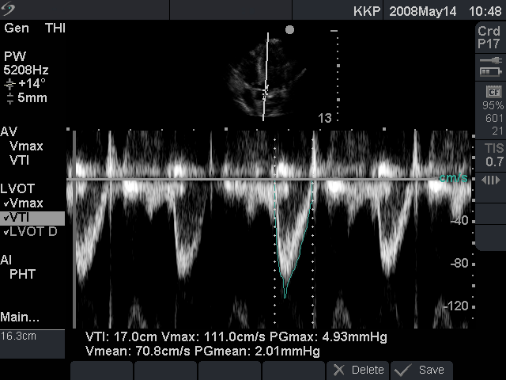 KKP 2008May14 10:48
Gen THI
Crd
P17
PW
5208Hz
+14°
5mm
CF
95%
601
21
TIS
0.7
13
AV
Vmax
VTI
LVOT
✓Vmax
✓VTI
✓LVOT D
AI
PHT
Main...
16.3cm
cm/s
-40
-80
-120
VTI: 17.0cm Vmax: 111.0cm/s PGmax: 4.93mmHg
Vmean: 70.8cm/s PGmean: 2.01mmHg
Delete
Save